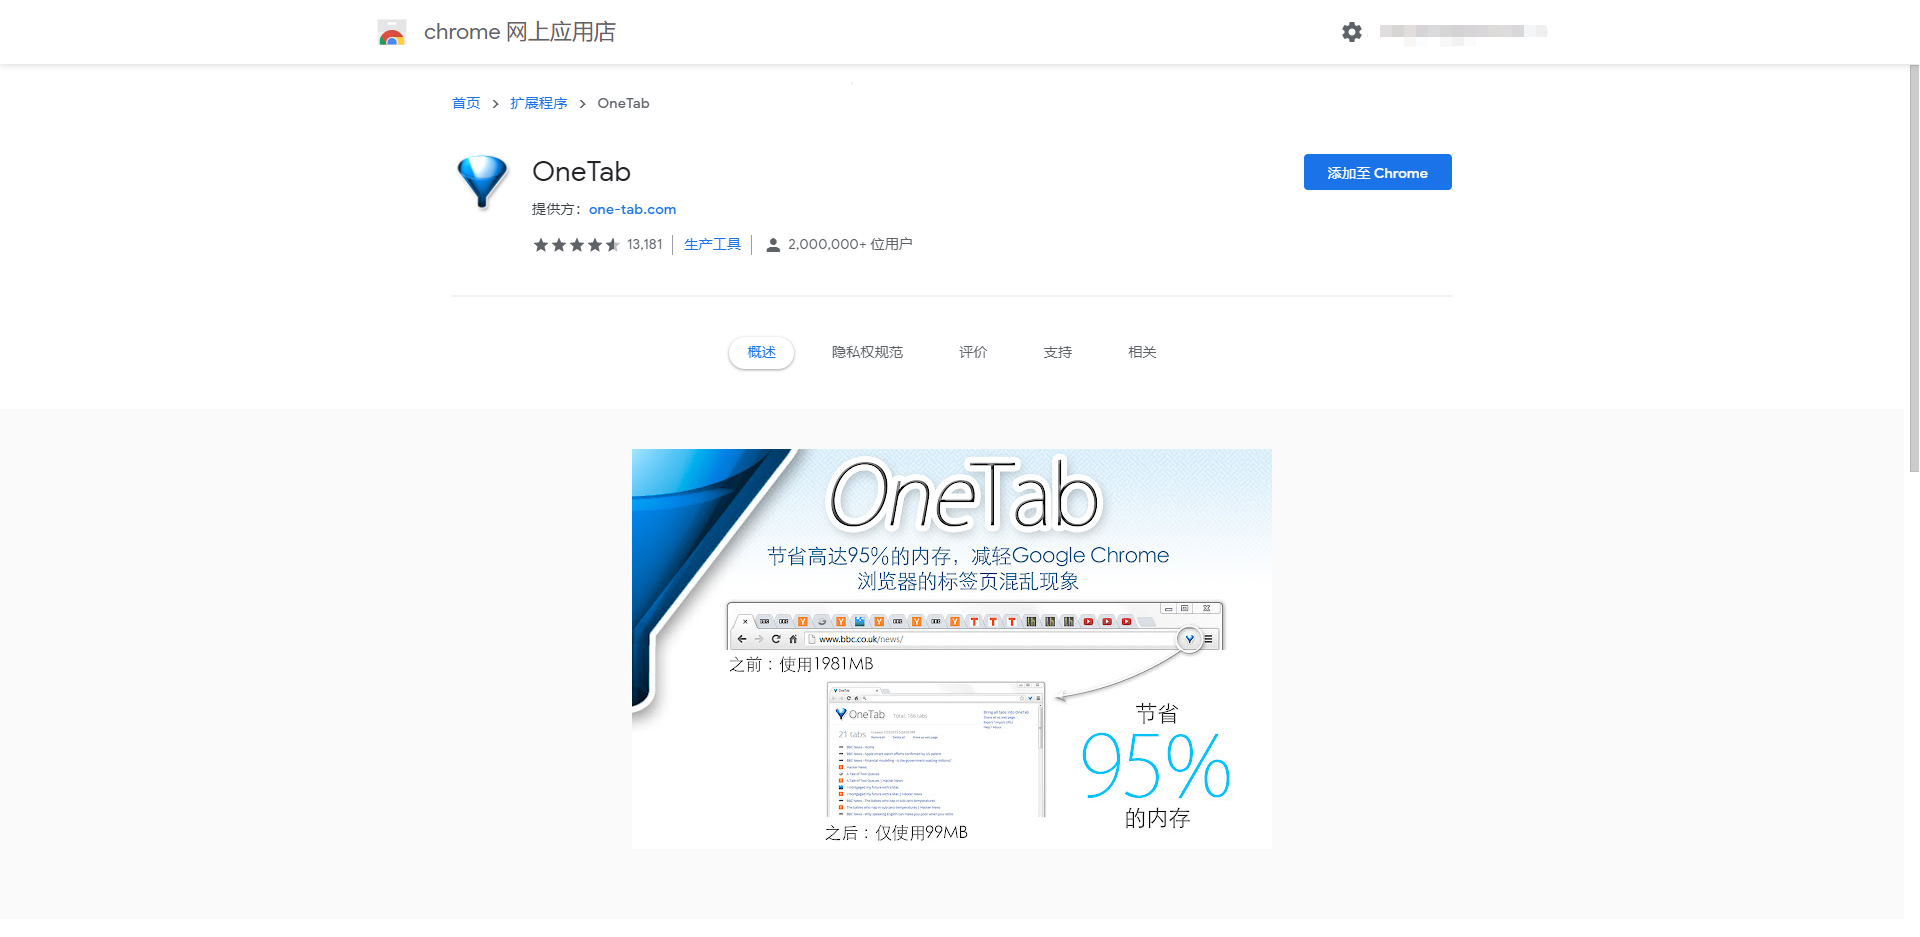 chrome 网上应用店
首页 > 扩展程序 > OneTab
OneTab
添加至 Chrome
提供方： one-tab.com
13,181 生产工具 2,000,000+ 位用户
概述 隐私权规范 评价 支持 相关
OneTab
节省高达95%的内存，减轻Google Chrome
浏览器的标签页混乱现象
www.bbc.co.uk/news/
之前：使用1981MB
OneTab
21 tabs
节省
95%
的内存
之后：仅使用99MB